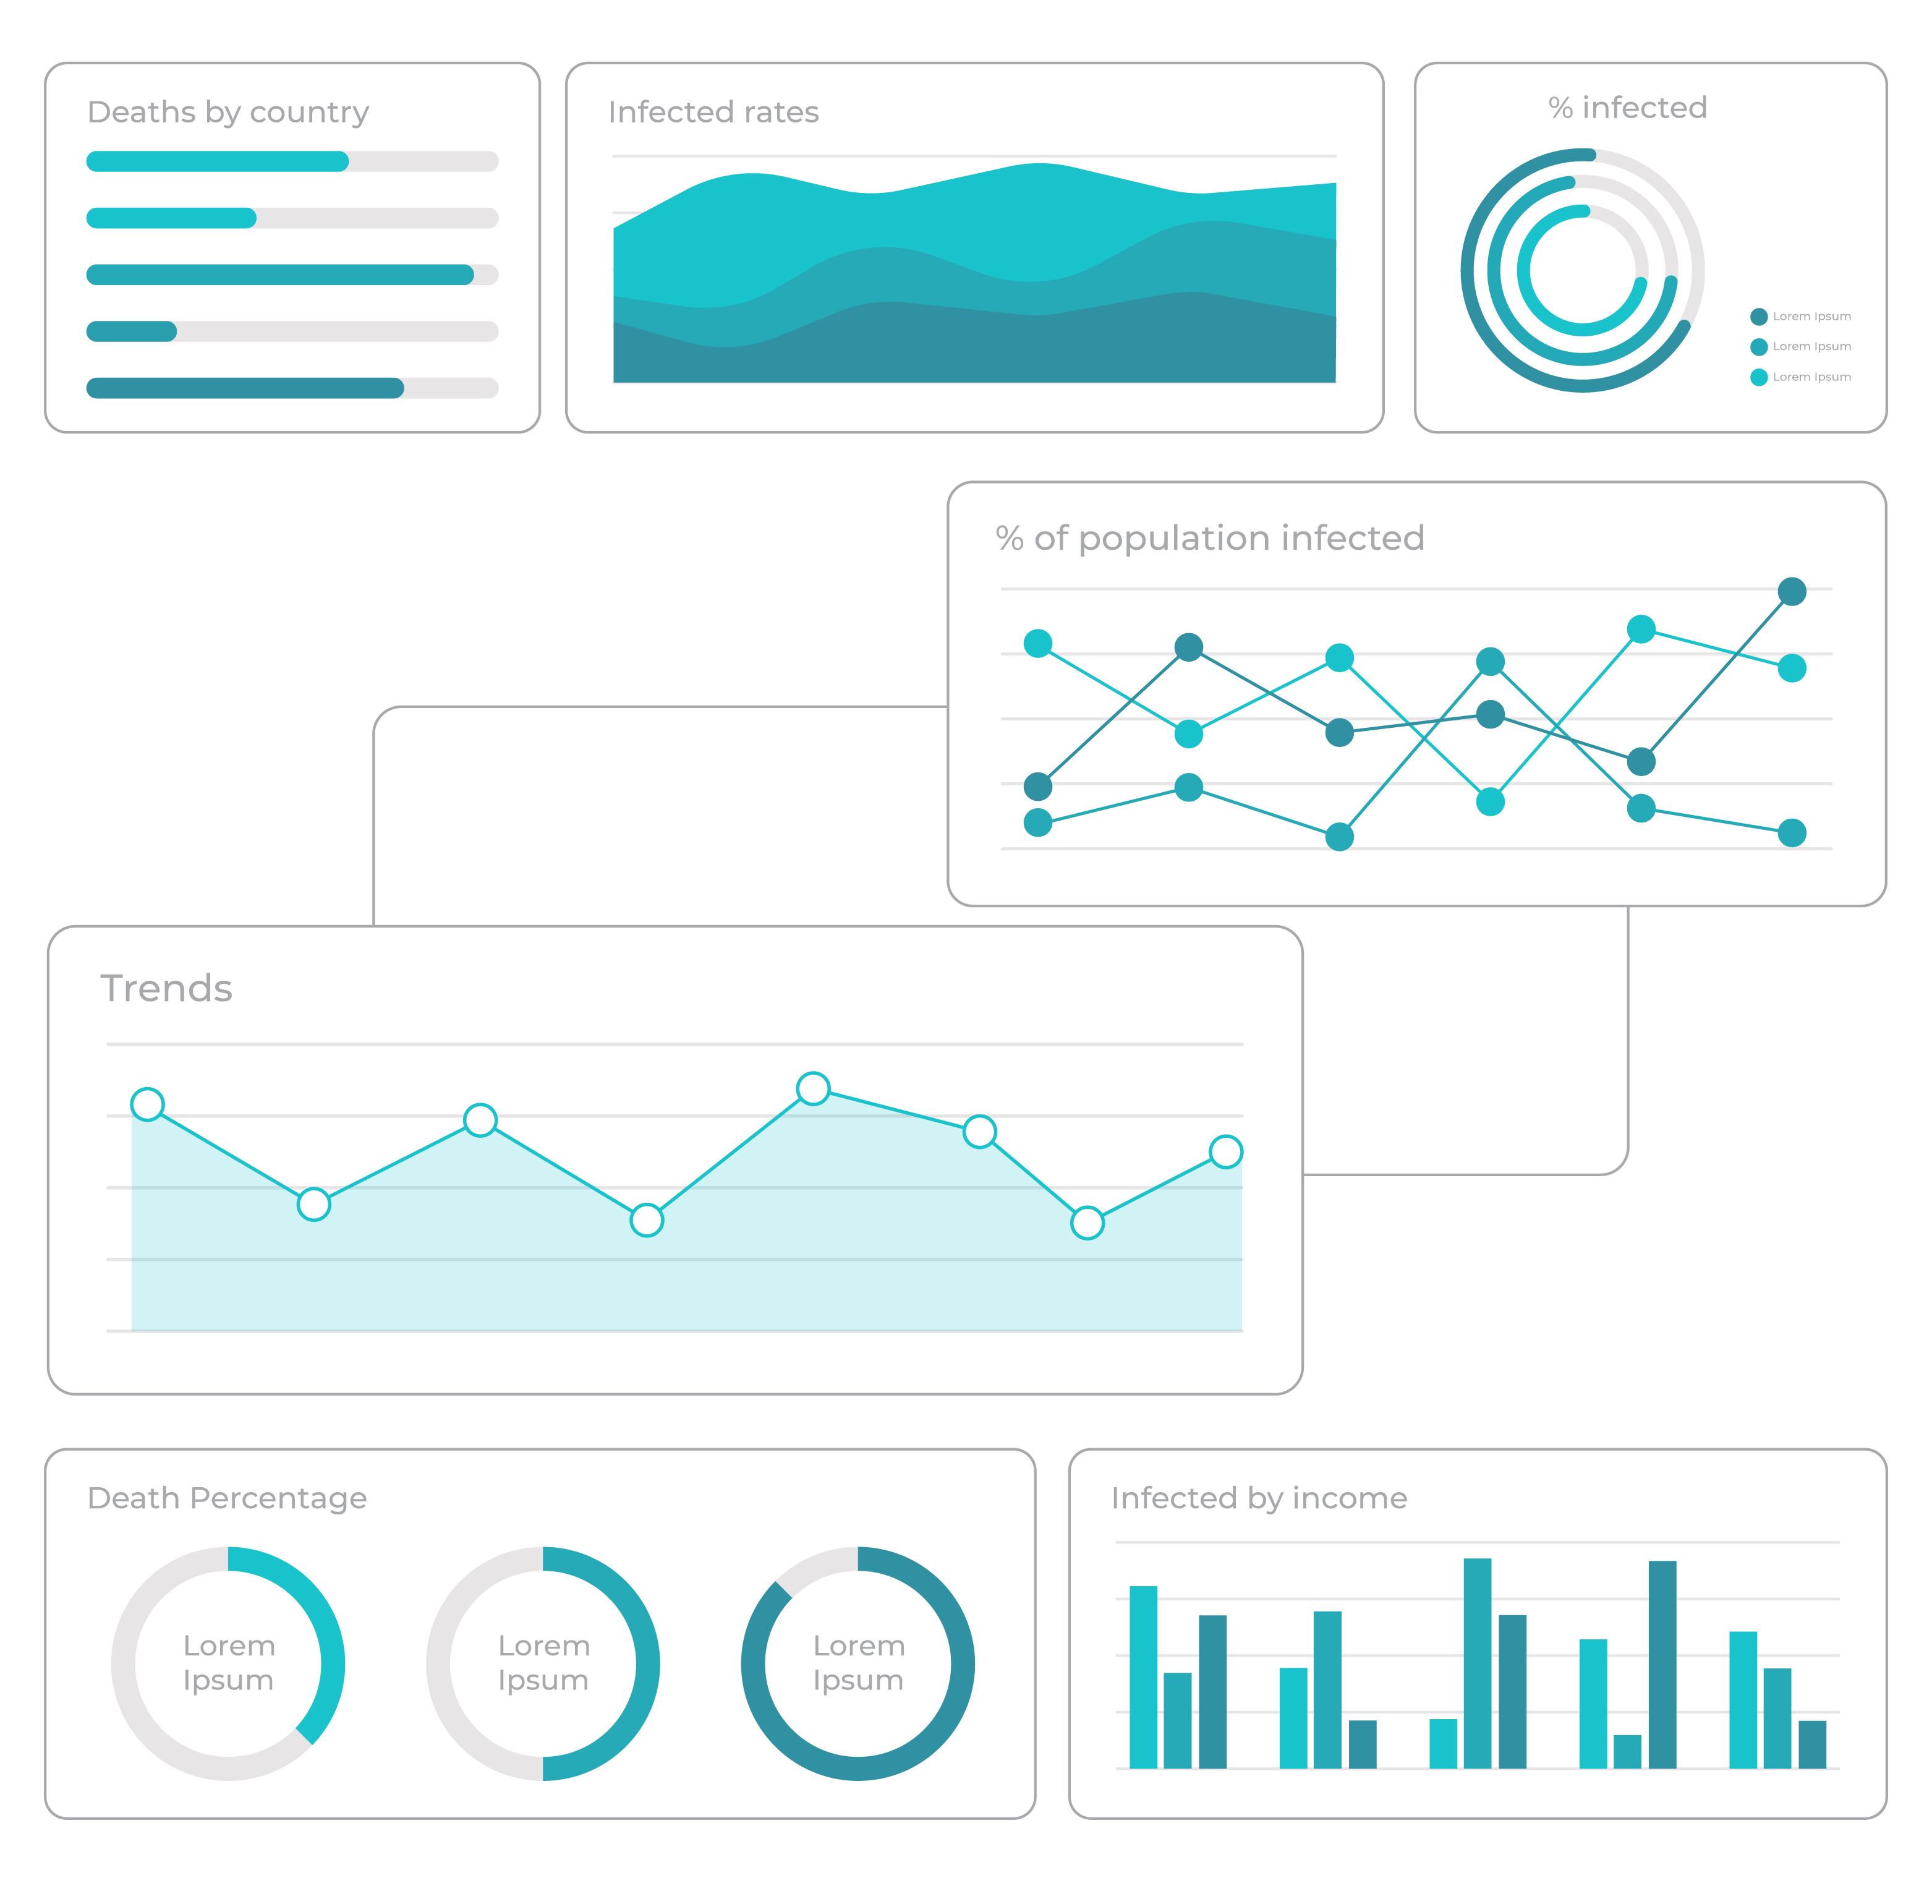 Deaths by country
Infected rates
% infected
Lorem Ipsum
Lorem Ipsum
Lorem Ipsum
% of population infected
Trends
Death Percentage
Lorem
Ipsum
Lorem
Ipsum
Lorem
Ipsum
Infected by income